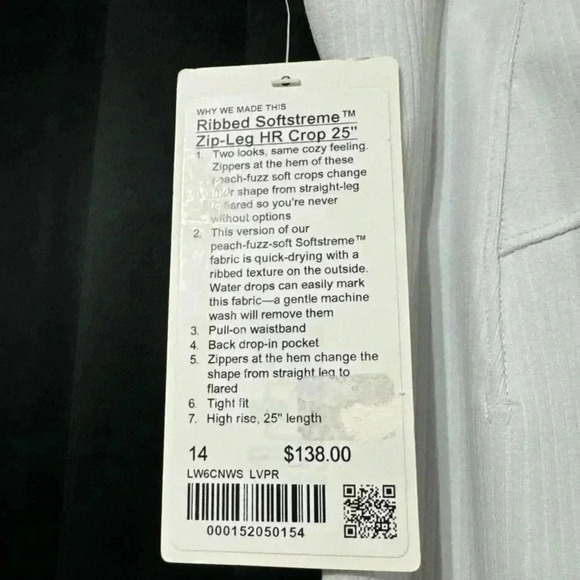 WHY WE MADE THIS
Ribbed Softstreme™
Zip-Leg HR Crop 25"
1. Two looks, same cozy feeling.
Zippers at the hem of these
peach-fuzz soft crops change
their shape from straight-leg
to flared so you're never
without options
2. This version of our
peach-fuzz-soft Softstreme™
fabric is quick-drying with a
ribbed texture on the outside.
Water drops can easily mark
this fabric—a gentle machine
wash will remove them
3. Pull-on waistband
4. Back drop-in pocket
5. Zippers at the hem change the
shape from straight leg to
flared
6. Tight fit
7. High rise, 25" length
14 $138.00
LW6CNWS LVPR
000152050154